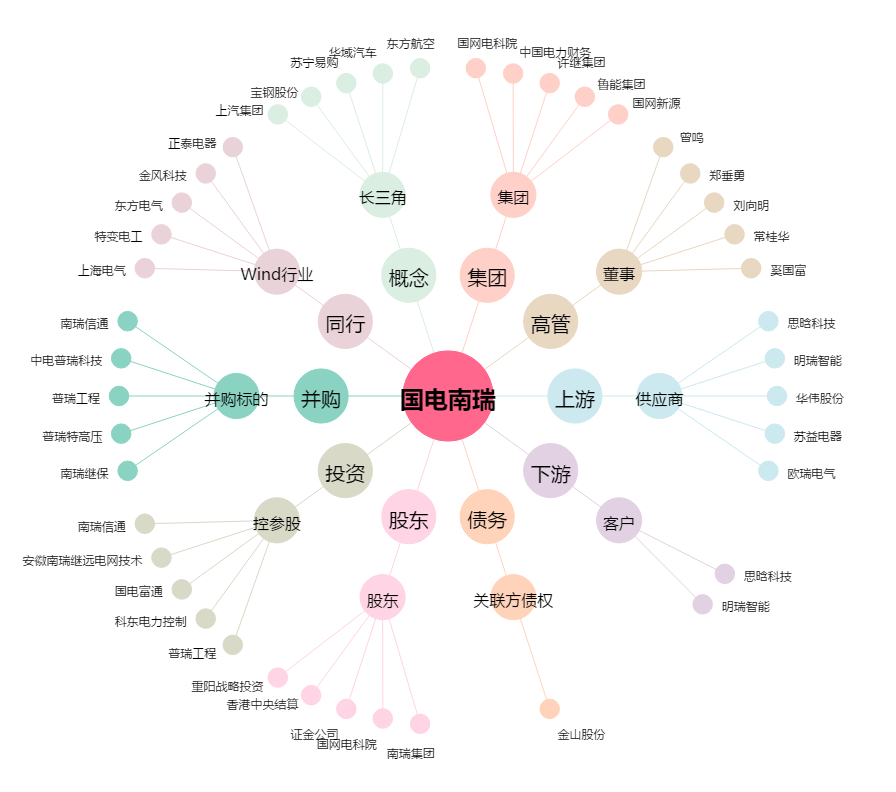 东方航空
国网电科院
华域汽车
中国电力财务
苏宁易购
许继集团
宝钢股份
鲁能集团
上汽集团
国网新源
正泰电器
曾鸣
金风科技
郑垂勇
长三角
集团
东方电气
刘向明
特变电工
常桂华
上海电气
Wind行业
概念
集团
董事
奚国富
南瑞信通
同行
高管
思晗科技
中电普瑞科技
明瑞智能
普瑞工程
并购标的
并购
国电南瑞
上游
供应商
华伟股份
普瑞特高压
苏益电器
南瑞继保
投资
下游
欧瑞电气
南瑞信通
控参股
股东
债务
客户
安徽南瑞继远电网技术
思晗科技
国电富通
股东
关联方债权
明瑞智能
科东电力控制
普瑞工程
重阳战略投资
香港中央结算
证金公司
金山股份
国网电科院
南瑞集团